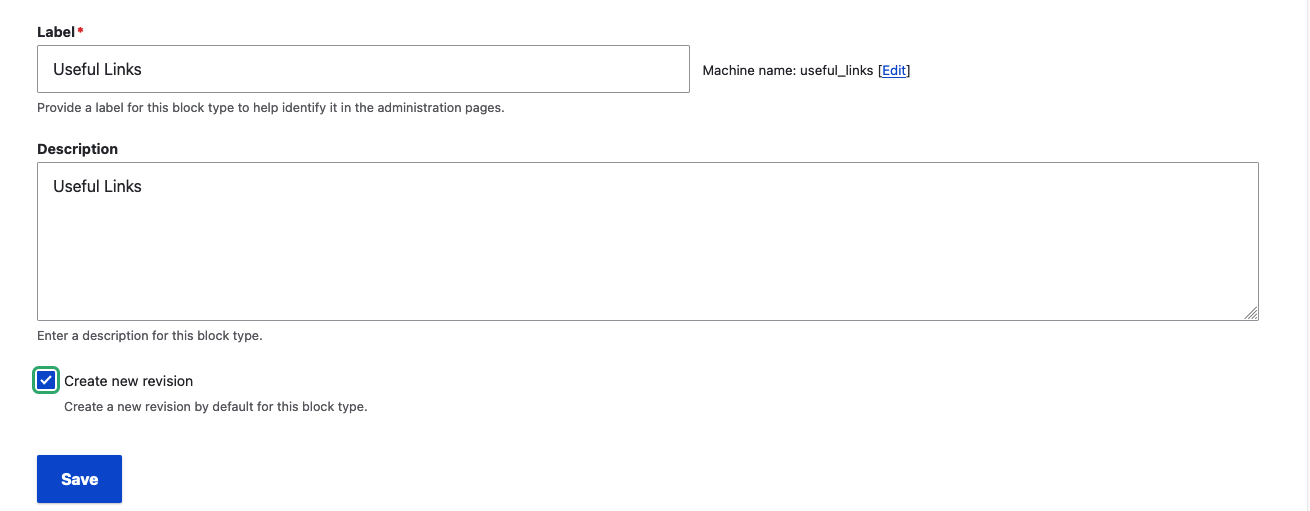 Label*
Useful Links
Machine name: useful_links [Edit]
Provide a label for this block type to help identify it in the administration pages.
Description
Useful Links
Enter a description for this block type.
Create new revision
Create a new revision by default for this block type.
Save